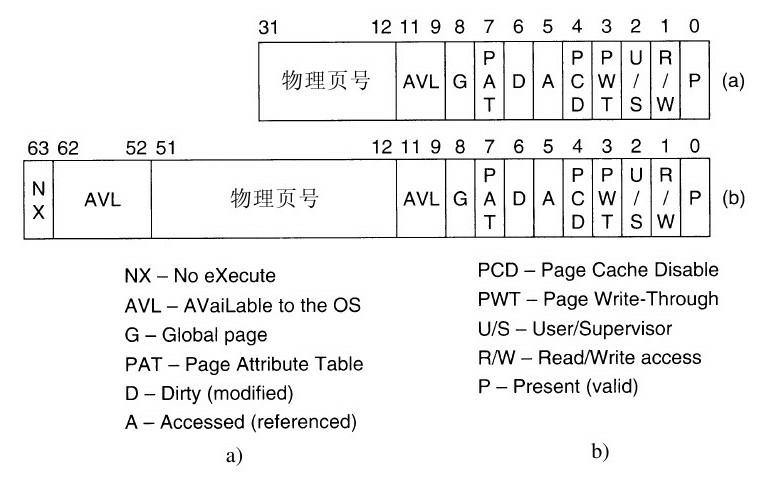 31 12 11 9 8 7 6 5 4 3 2 1 0
物理页号 AVL G PAT D A PCD PWT U/S R/W P (a)
63 62 52 51 12 11 9 8 7 6 5 4 3 2 1 0
NX AVL 物理页号 AVL G PAT D A PCD PWT U/S R/W P (b)
NX – No eXecute
AVL – AVaiLable to the OS
G – Global page
PAT – Page Attribute Table
D – Dirty (modified)
A – Accessed (referenced)
a)
PCD – Page Cache Disable
PWT – Page Write-Through
U/S – User/Supervisor
R/W – Read/Write access
P – Present (valid)
b)